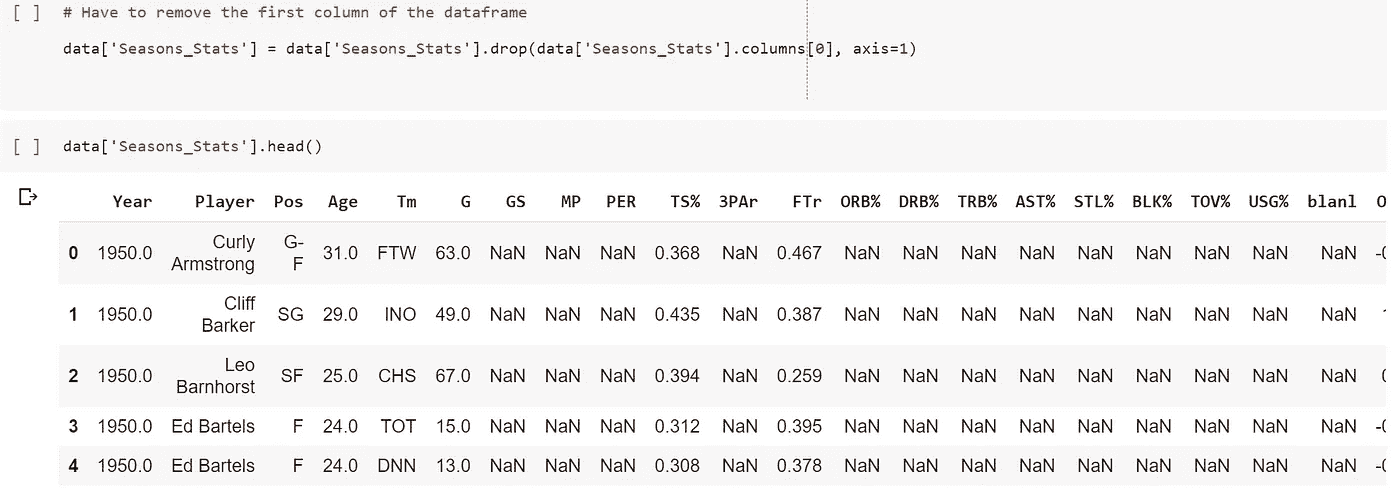 [ ] # Have to remove the first column of the dataframe
data['Seasons_Stats'] = data['Seasons_Stats'].drop(data['Seasons_Stats'].columns[0], axis=1)
[ ] data['Seasons_Stats'].head()
Year Player Pos Age Tm G GS MP PER TS% 3PAr FTr ORB% DRB% TRB% AST% STL% BLK% TOV% USG% blanl
0 1950.0 Curly Armstrong G-F 31.0 FTW 63.0 NaN NaN NaN 0.368 NaN 0.467 NaN NaN NaN NaN NaN NaN NaN NaN NaN
1 1950.0 Cliff Barker SG 29.0 INO 49.0 NaN NaN NaN 0.435 NaN 0.387 NaN NaN NaN NaN NaN NaN NaN NaN NaN
2 1950.0 Leo Barnhorst SF 25.0 CHS 67.0 NaN NaN NaN 0.394 NaN 0.259 NaN NaN NaN NaN NaN NaN NaN NaN NaN
3 1950.0 Ed Bartels F 24.0 TOT 15.0 NaN NaN NaN 0.312 NaN 0.395 NaN NaN NaN NaN NaN NaN NaN NaN NaN
4 1950.0 Ed Bartels F 24.0 DNN 13.0 NaN NaN NaN 0.308 NaN 0.378 NaN NaN NaN NaN NaN NaN NaN NaN NaN